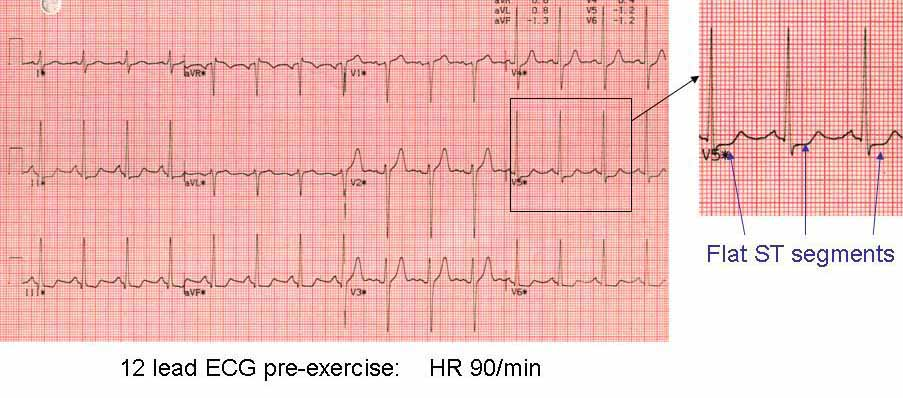 aVL 0.8 V5 -1.2
aVF -1.3 V6 -1.2
I* aVR* V1* V4*
II* aVL* V2* V5*
III* aVF* V3* V6*
V5*
Flat ST segments
12 lead ECG pre-exercise: HR 90/min